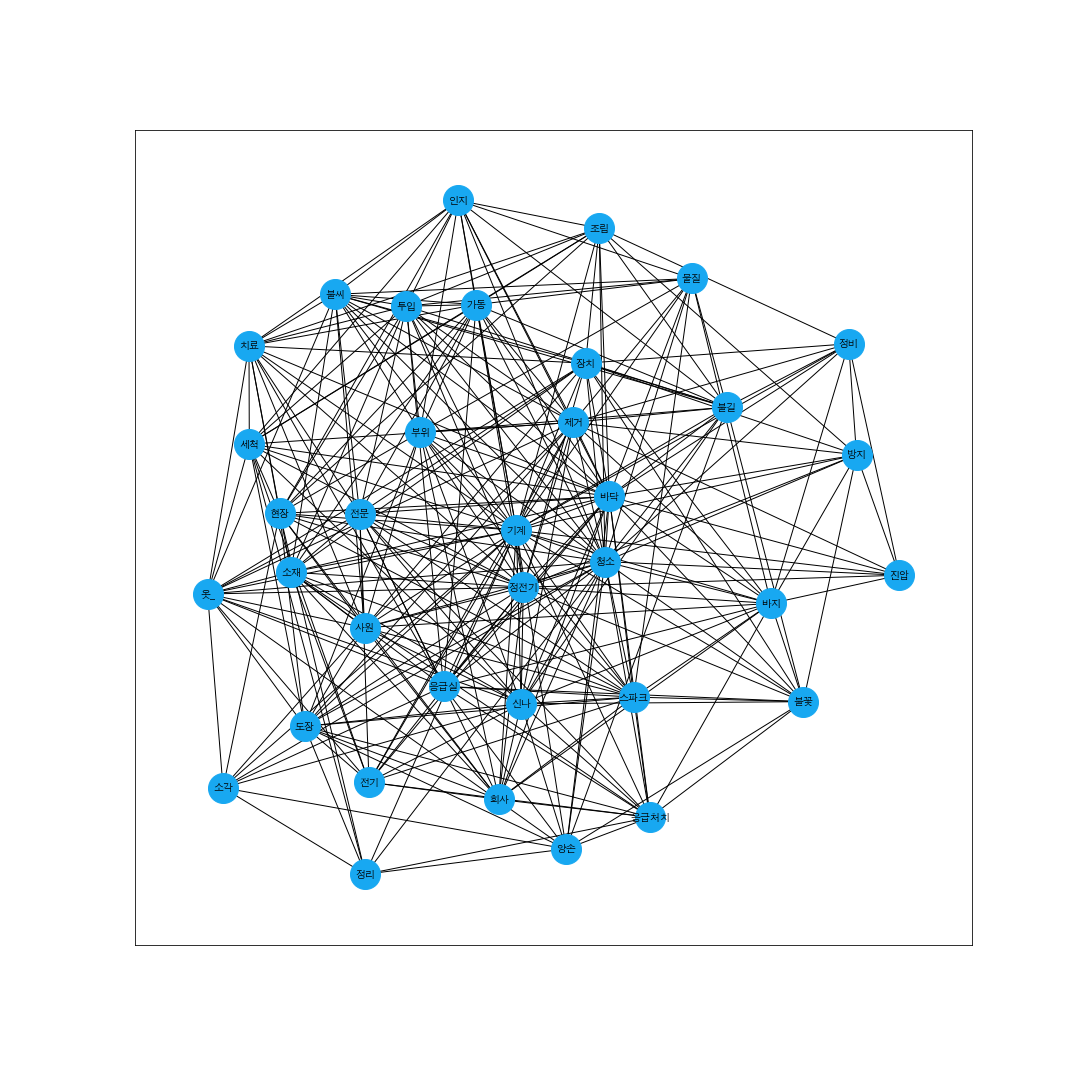 인지
조립
물질
불씨
투입
가동
치료
정비
장치
불길
제거
부위
세척
방지
바닥
현장
전문
기계
청소
소재
진압
정전기
옷_
바지
사원
응급실
스파크
신나
불꽃
도장
전기
소각
회사
응급처치
양손
정리